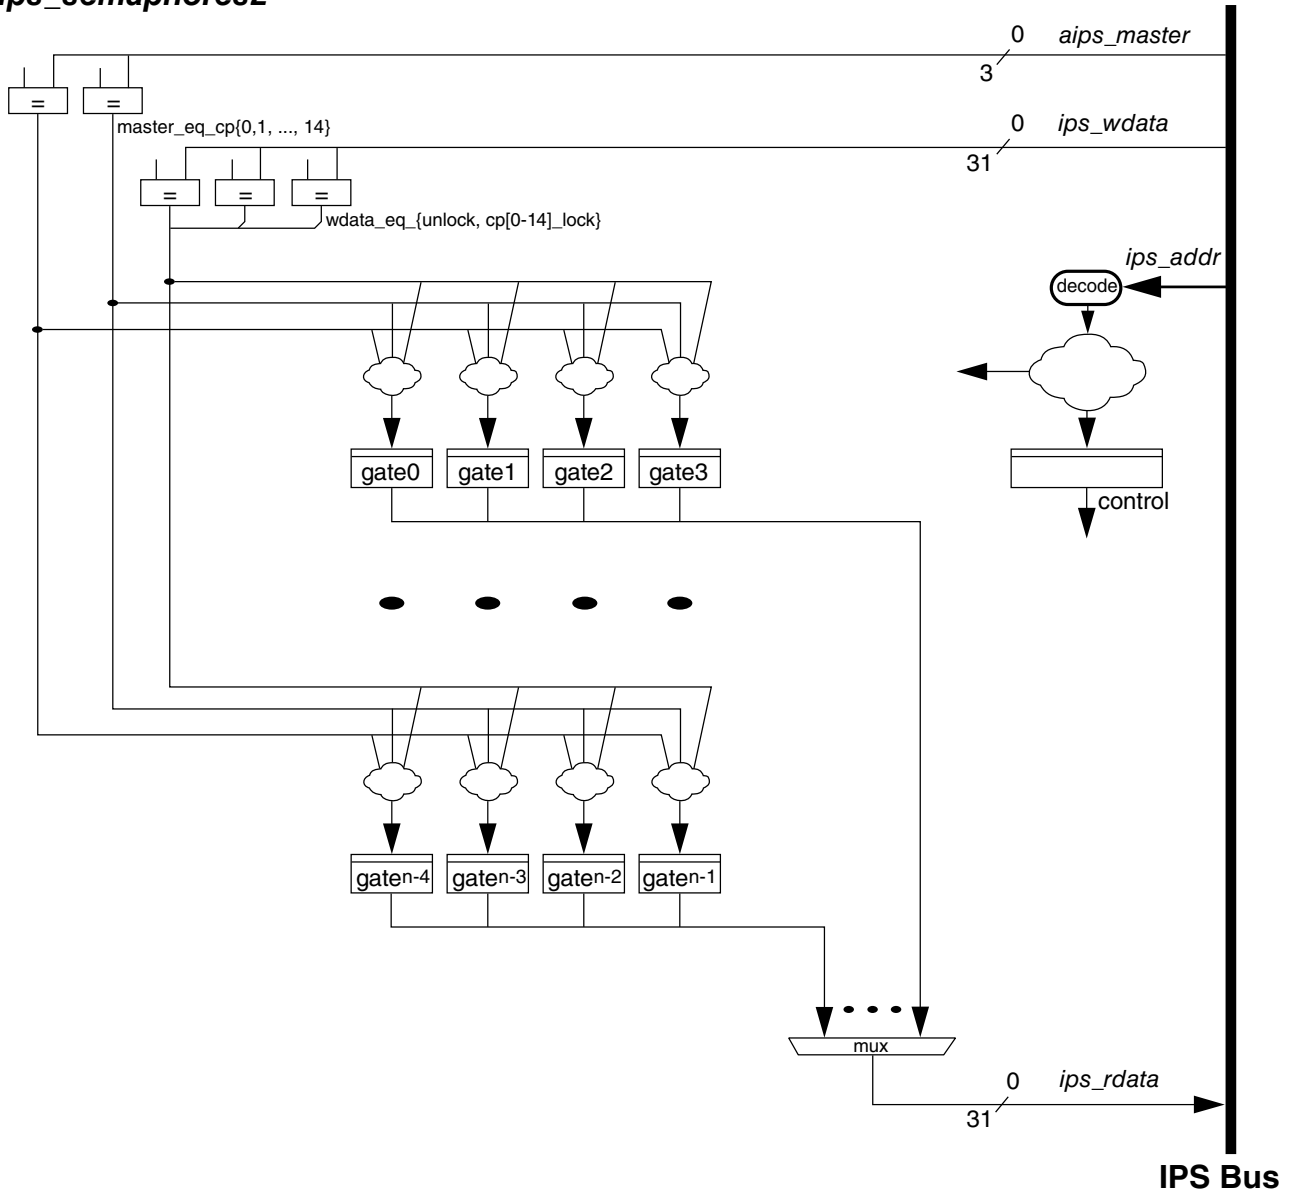 0 aips_master
3
= =
master_eq_cp{0,1, ..., 14}
0 ips_wdata
31
= = =
wdata_eq_{unlock, cp[0-14]_lock}
ips_addr
decode
gate0 gate1 gate2 gate3
control
gaten-4 gaten-3 gaten-2 gaten-1
mux
0 ips_rdata
31
IPS Bus